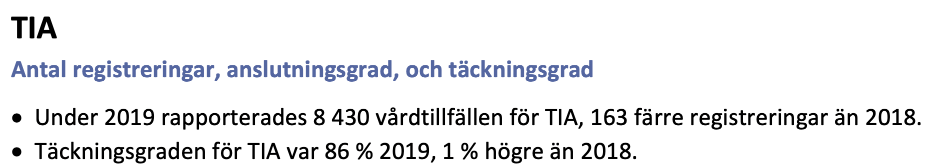 TIA
Antal registreringar, anslutningsgrad, och täckningsgrad
• Under 2019 rapporterades 8 430 vårdtillfällen för TIA, 163 färre registreringar än 2018.
• Täckningsgraden för TIA var 86 % 2019, 1 % högre än 2018.